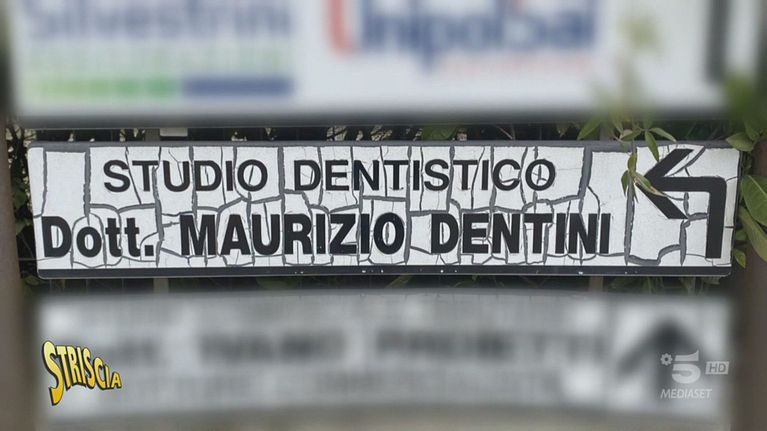 Silvestrini
UnipolSai
STUDIO DENTISTICO
Dott. MAURIZIO DENTINI
STRISCIA
5 HD
MEDIASET